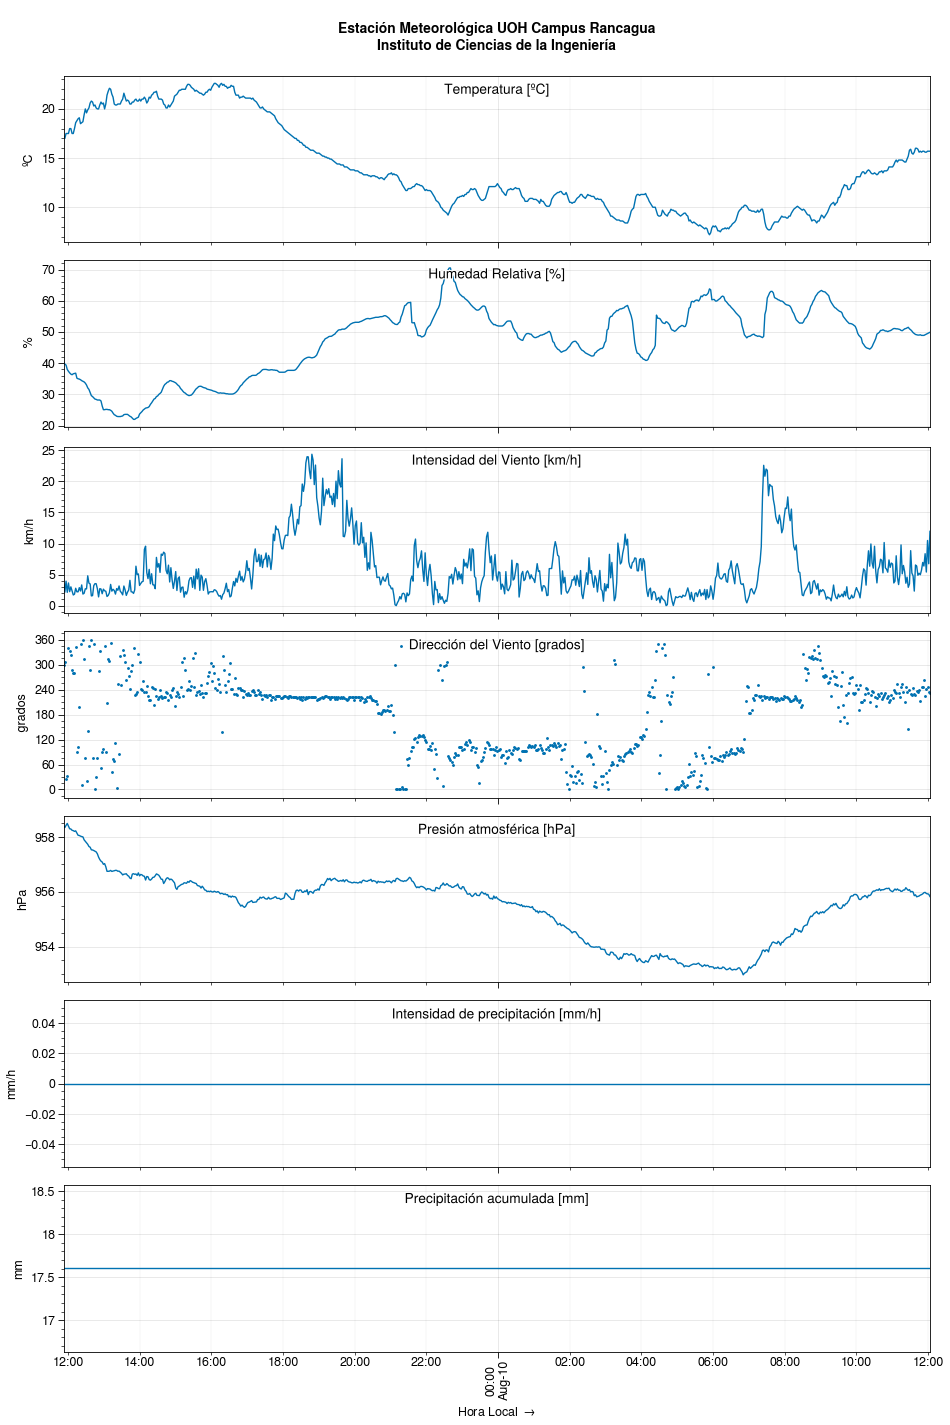 Estación Meteorológica UOH Campus Rancagua
Instituto de Ciencias de la Ingeniería
Temperatura [ºC]
ºC
20
15
10
Humedad Relativa [%]
%
70
60
50
40
30
20
Intensidad del Viento [km/h]
km/h
25
20
15
10
5
0
Dirección del Viento [grados]
grados
360
300
240
180
120
60
0
Presión atmosférica [hPa]
hPa
958
956
954
Intensidad de precipitación [mm/h]
mm/h
0.04
0.02
0
−0.02
−0.04
Precipitación acumulada [mm]
mm
18.5
18
17.5
17
12:00 14:00 16:00 18:00 20:00 22:00 00:00 02:00 04:00 06:00 08:00 10:00 12:00
Aug-10
Hora Local →